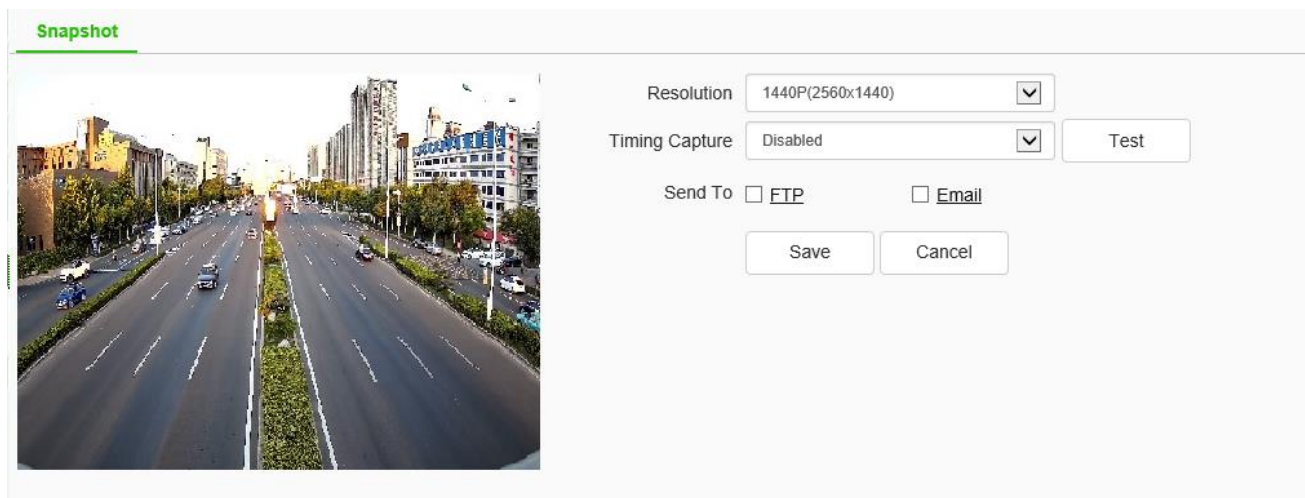 Snapshot
Resolution 1440P(2560x1440)
Timing Capture Disabled Test
Send To FTP Email
Save Cancel